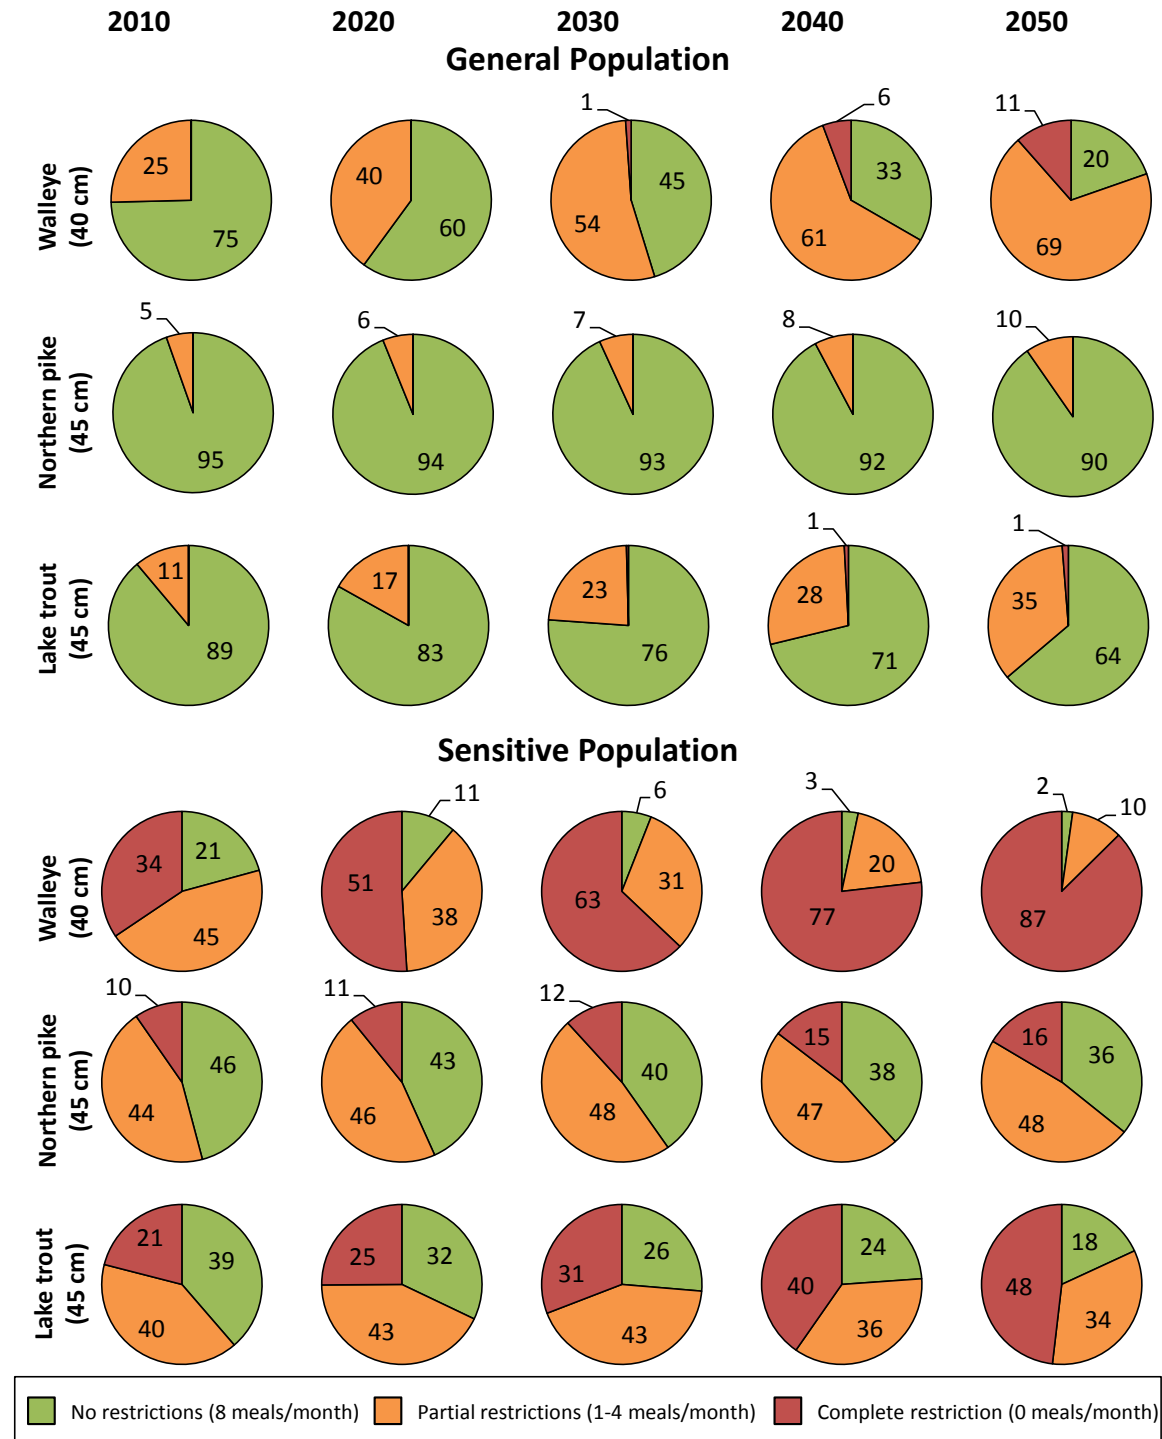 2010 2020 2030 2040 2050
General Population
Walleye
(40 cm)
25 75
40 60
1 45 54
6 33 61
11 20 69
Northern pike
(45 cm)
5 95
6 94
7 93
8 92
10 90
Lake trout
(45 cm)
11 89
17 83
23 76
1 28 71
1 35 64
Sensitive Population
Walleye
(40 cm)
34 21 45
11 51 38
6 31 63
3 20 77
2 10 87
Northern pike
(45 cm)
10 46 44
11 43 46
12 40 48
15 38 47
16 36 48
Lake trout
(45 cm)
21 39 40
25 32 43
31 26 43
40 24 36
48 18 34
No restrictions (8 meals/month) Partial restrictions (1-4 meals/month) Complete restriction (0 meals/month)